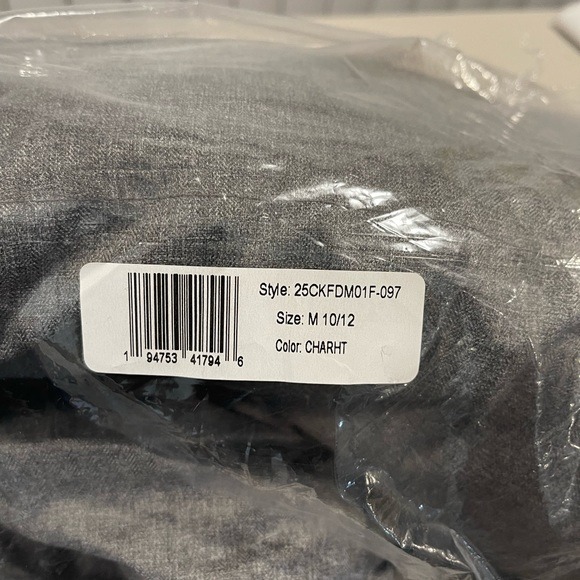 Style: 25CKFDM01F-097
Size: M 10/12
Color: CHARHT
1 94753 41794 6